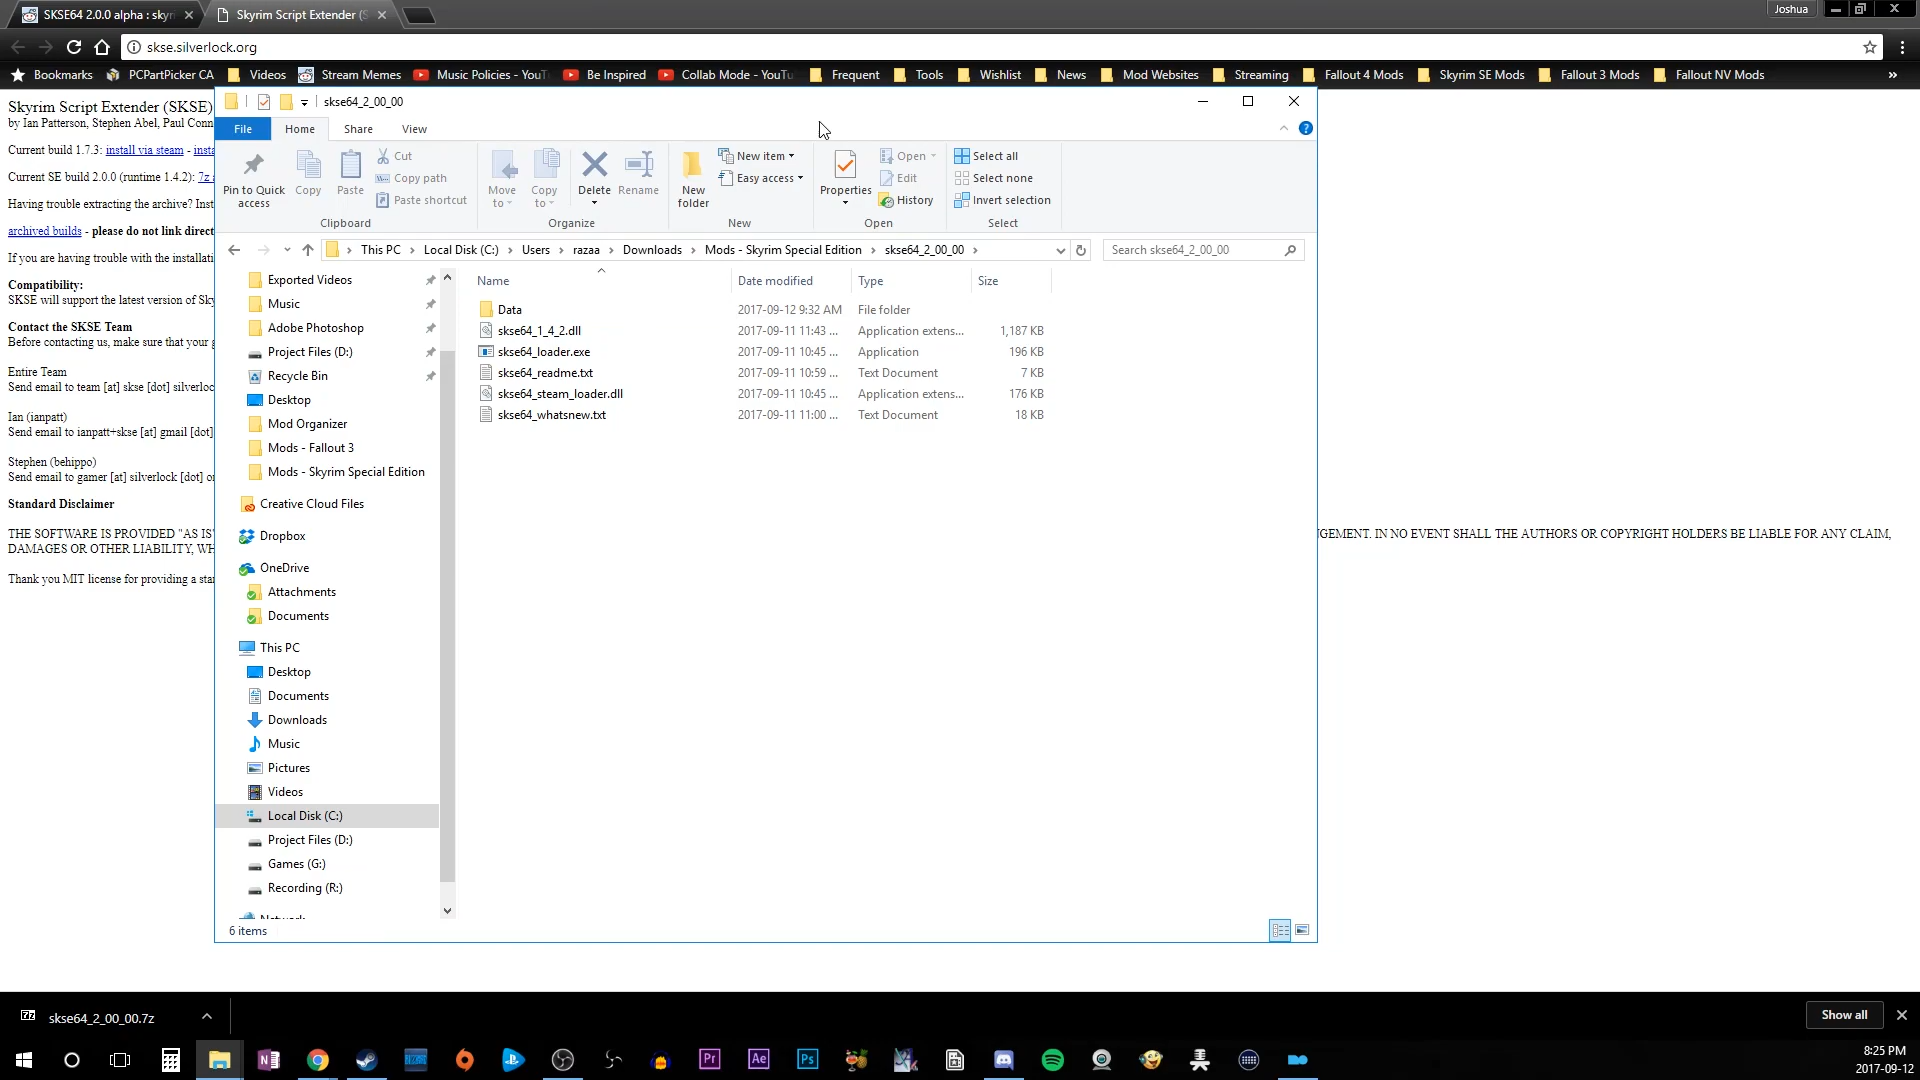 SKSE64 2.0.0 alpha : skyri
Skyrim Script Extender (S
Joshua
skse.silverlock.org
Bookmarks
PCPartPicker CA
Videos
Stream Memes
Music Policies - YouT
Be Inspired
Collab Mode - YouTu
Frequent
Tools
Wishlist
News
Mod Websites
Streaming
Fallout 4 Mods
Skyrim SE Mods
Fallout 3 Mods
Fallout NV Mods
»
Skyrim Script Extender (SKSE)
by Ian Patterson, Stephen Abel, Paul Conn
Current build 1.7.3: install via steam - insta
Current SE build 2.0.0 (runtime 1.4.2): 7z a
Having trouble extracting the archive? Inst
archived builds - please do not link direct
If you are having trouble with the installati
Compatibility:
SKSE will support the latest version of Sky
Contact the SKSE Team
Before contacting us, make sure that your g
Entire Team
Send email to team [at] skse [dot] silverloc
Ian (ianpatt)
Send email to ianpatt+skse [at] gmail [dot]
Stephen (behippo)
Send email to gamer [at] silverlock [dot] or
Standard Disclaimer
THE SOFTWARE IS PROVIDED "AS IS"
NGEMENT. IN NO EVENT SHALL THE AUTHORS OR COPYRIGHT HOLDERS BE LIABLE FOR ANY CLAIM,
DAMAGES OR OTHER LIABILITY, WH
Thank you MIT license for providing a stan
skse64_2_00_00
File
Home
Share
View
Pin to Quick access
Copy
Paste
Cut
Copy path
Paste shortcut
Clipboard
Move to
Copy to
Delete
Rename
Organize
New folder
New item
Easy access
New
Properties
Open
Edit
History
Open
Select all
Select none
Invert selection
Select
This PC
Local Disk (C:)
Users
razaa
Downloads
Mods - Skyrim Special Edition
skse64_2_00_00
Search skse64_2_00_00
Exported Videos
Music
Adobe Photoshop
Project Files (D:)
Recycle Bin
Desktop
Mod Organizer
Mods - Fallout 3
Mods - Skyrim Special Edition
Creative Cloud Files
Dropbox
OneDrive
Attachments
Documents
This PC
Desktop
Documents
Downloads
Music
Pictures
Videos
Local Disk (C:)
Project Files (D:)
Games (G:)
Recording (R:)
Network
Name Date modified Type Size
Data 2017-09-12 9:32 AM File folder
skse64_1_4_2.dll 2017-09-11 11:43 ... Application extens... 1,187 KB
skse64_loader.exe 2017-09-11 10:45 ... Application 196 KB
skse64_readme.txt 2017-09-11 10:59 ... Text Document 7 KB
skse64_steam_loader.dll 2017-09-11 10:45 ... Application extens... 176 KB
skse64_whatsnew.txt 2017-09-11 11:00 ... Text Document 18 KB
6 items
7z
skse64_2_00_00.7z
Show all
Pr
Ae
Ps
8:25 PM
2017-09-12